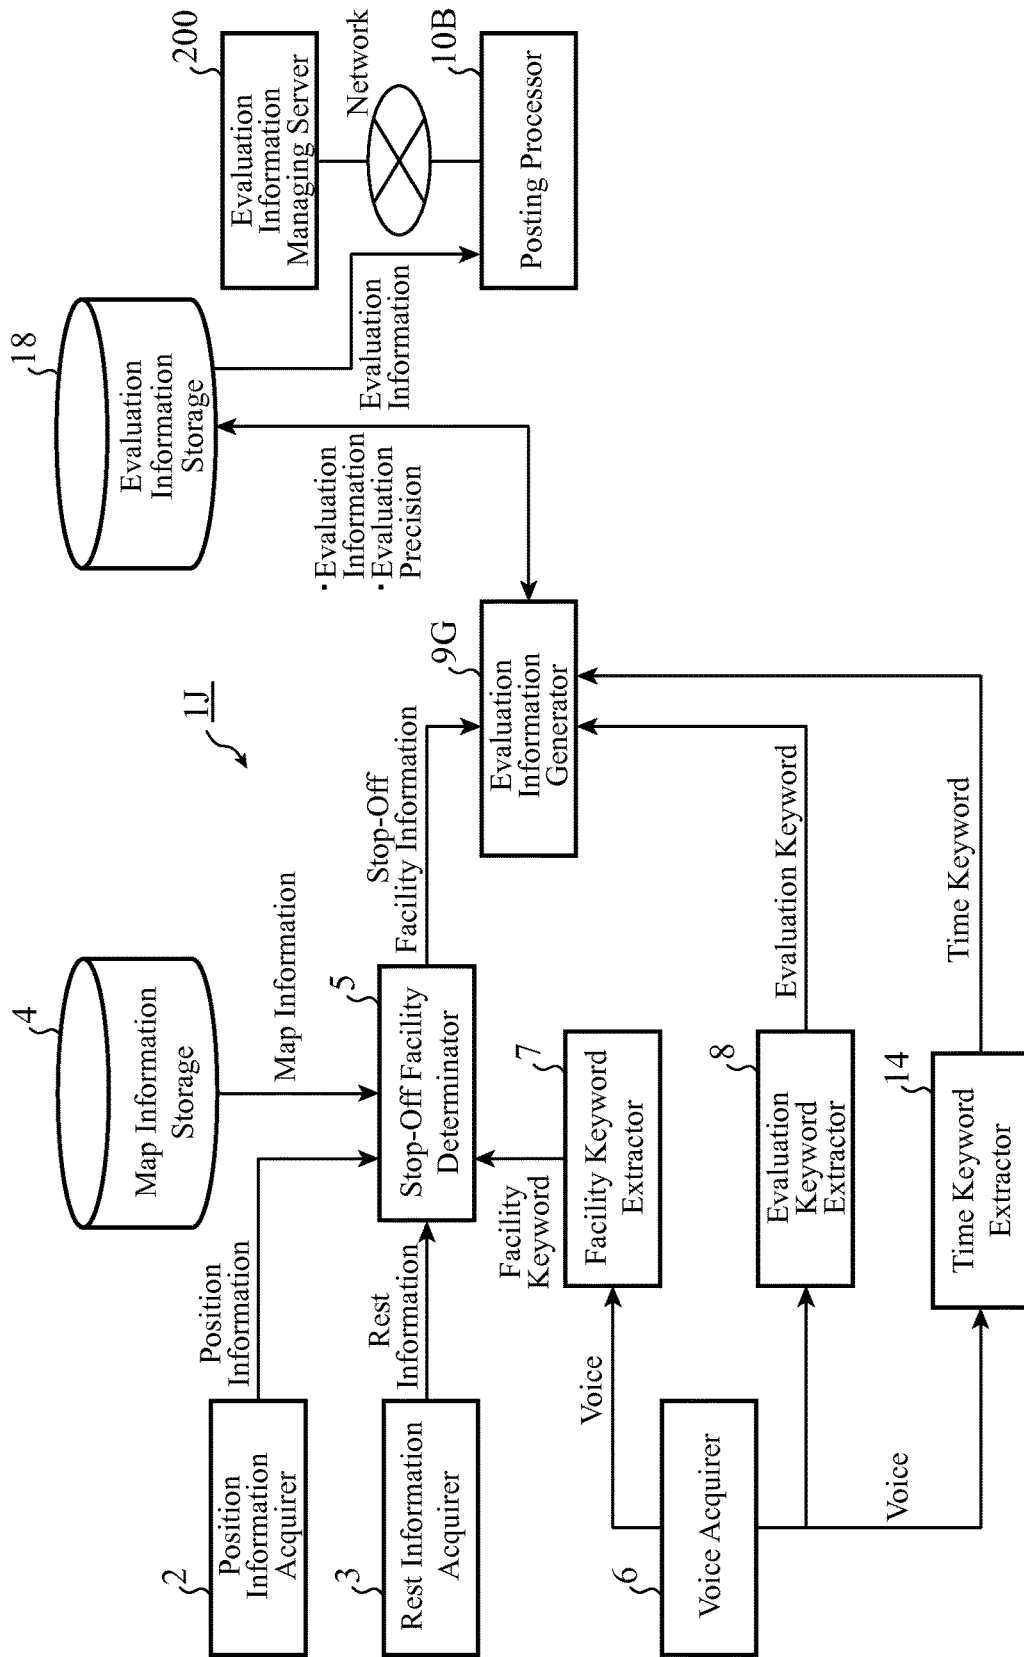 1J
2
Position
Information
Acquirer
Position
Information
4
Map Information
Storage
Map Information
3
Rest Information
Acquirer
Rest
Information
5
Stop-Off Facility
Determinator
Stop-Off
Facility Information
6
Voice Acquirer
Voice
Voice
7
Facility Keyword
Extractor
Facility
Keyword
8
Evaluation
Keyword
Extractor
Evaluation Keyword
14
Time Keyword
Extractor
Time Keyword
9G
Evaluation
Information
Generator
・Evaluation
Information
・Evaluation
Precision
18
Evaluation
Information
Storage
Evaluation
Information
200
Evaluation
Information
Managing Server
Network
10B
Posting Processor